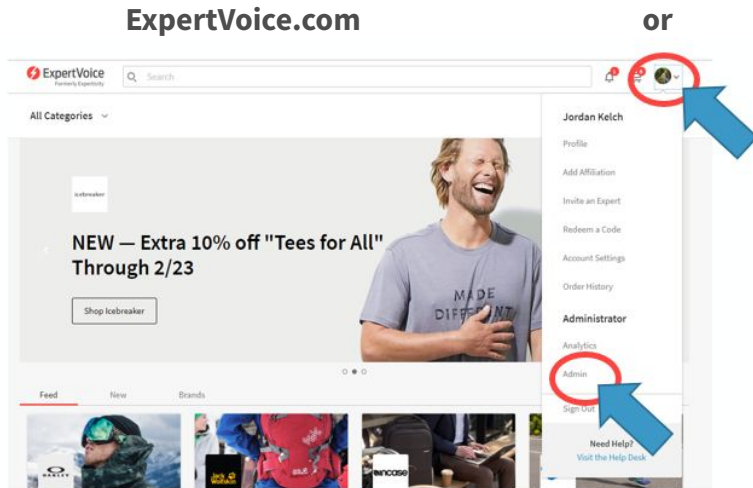 ExpertVoice.com or
ExpertVoice
Formerly Experticity
Search
All Categories
Jordan Kelch
Profile
Add Affiliation
Invite an Expert
Redeem a Code
Account Settings
Order History
Administrator
Analytics
Admin
Sign Out
Need Help?
Visit the Help Desk
icebreaker
NEW — Extra 10% off "Tees for All"
Through 2/23
Shop Icebreaker
MADE
DIFFERENT
Feed New Brands
OAKLEY
Jack
Wolfskin
incase